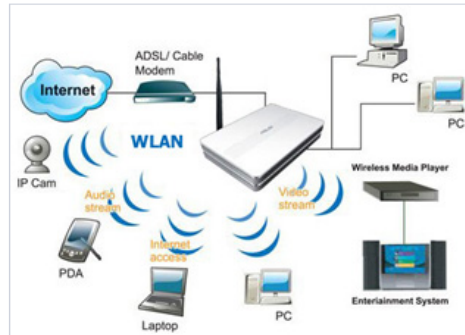 ADSL/ Cable
Modem
Internet
WLAN
PC
PC
IP Cam
Audio
stream
Video
stream
Wireless Media Player
Internet
access
PDA
Laptop
PC
Enteriainment System